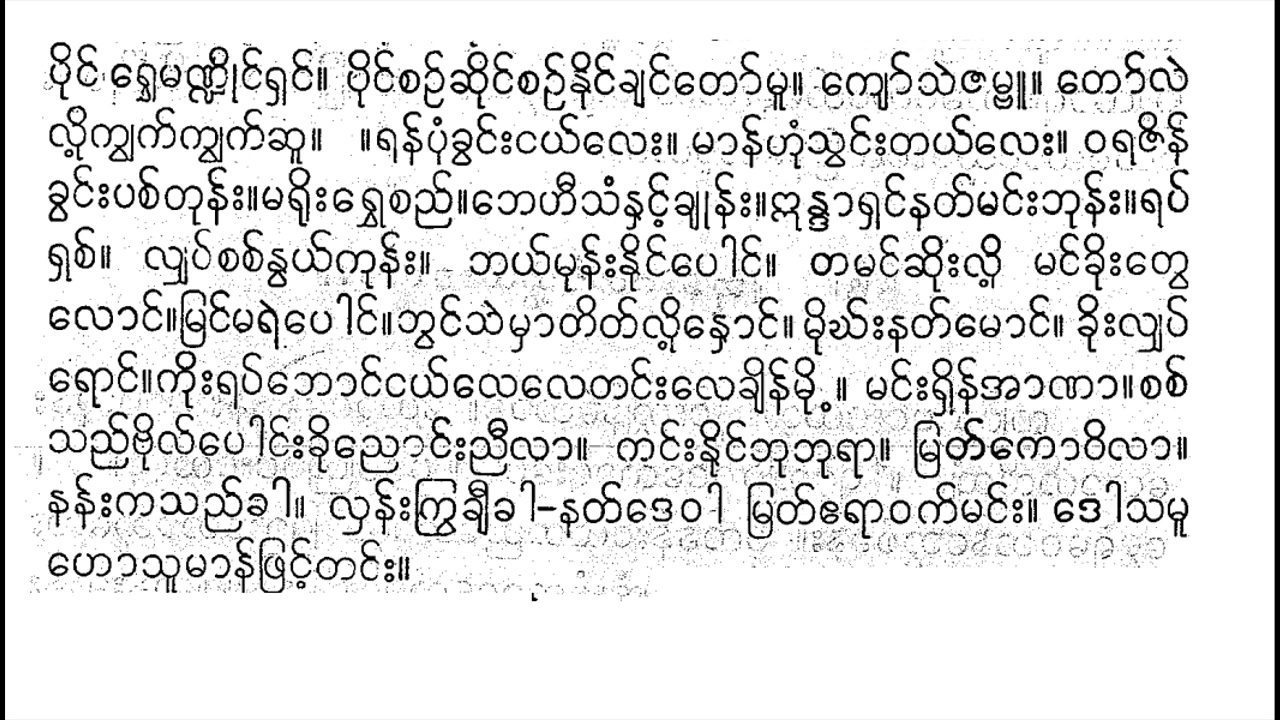 ပိုင် ရွှေမဏ္ဍိုင်ရှင်။ ပိုင်စဉ်ဆိုင်စဉ်နိုင်ချင်တော်မူ။ ကျော်သဲဇမ္ဗူ။ တော်လဲ
လို့ကျွက်ကျွက်ဆူ။ ။ရန်ပုံခွင်းငယ်လေး။ မာန်ဟုံသွင်းတယ်လေး။ ဝရဇိန်
ခွင်းပစ်တုန်း။မရိုးရွှေစည်။ဘေဟီသံနှင့်ချုန်း။ဣန္ဒာရှင်နတ်မင်းဘုန်း။ရပ်
ရှစ်။ လျှပ်စစ်နွယ်ကုန်း။ ဘယ်မုန်းနိုင်ပေါင်။ တမင်ဆိုးလို့ မင်ခိုးတွေ
လောင်။မြင်မရဲပေါင်။ဘွင်သဲမှာတိတ်လို့နှောင်။ မိုဃ်းနတ်မောင်။ ခိုးလျှပ်
ရောင်။ကိုးရပ်ဘောင်ငယ်လေလေတင်းလေချိန်မို့။ မင်းရှိန်အာဏာ။စစ်
သည်ဗိုလ်ပေါင်းခိုညောင်းညီလာ။ ကင်းနိုင်ဘုဘုရာ။ မြတ်ကောဝိလာ။
နန်းကသည်ခါ။ လှန်းကြွချီခါ-နတ်ဒေဝါ မြတ်ဧရာဝက်မင်း။ ဒေါသမူ
ဟောသူမာန်ဖြင့်တင်း။